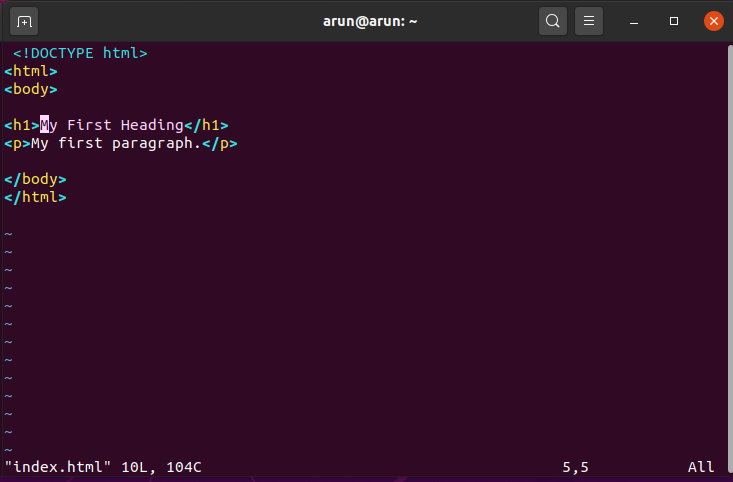 arun@arun: ~
 <!DOCTYPE html>
<html>
<body>

<h1>My First Heading</h1>
<p>My first paragraph.</p>

</body>
</html>

~
~
~
~
~
~
~
~
~
~
~
~
~
"index.html" 10L, 104C 5,5 All